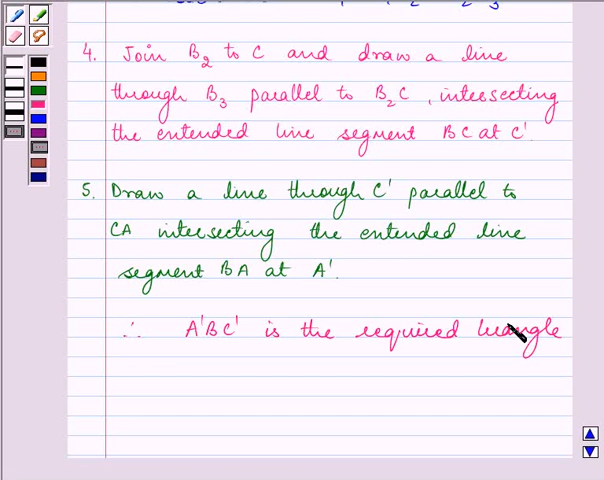 4. Join B₂ to C and draw a line
through B₃ parallel to B₂C, intersecting
the extended line segment BC at C'.
5. Draw a line through C' parallel to
CA intersecting the extended line
segment BA at A'.
∴ A'BC' is the required triangle